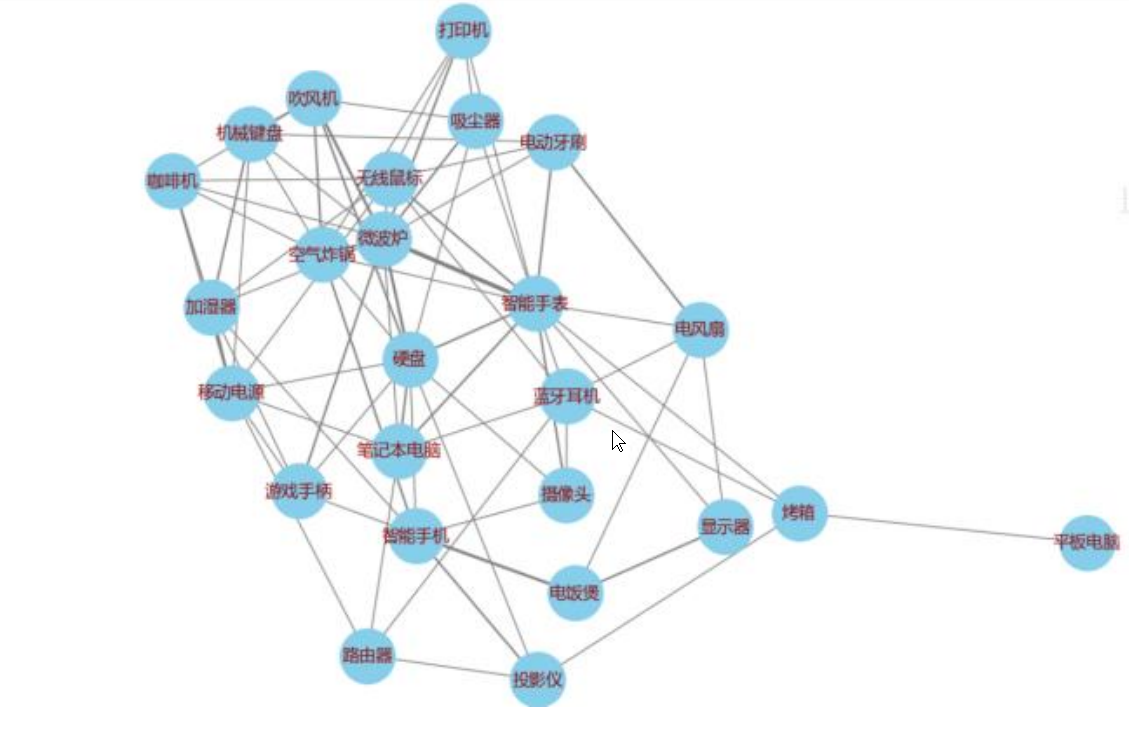 打印机
吹风机
吸尘器
机械键盘
电动牙刷
咖啡机
无线鼠标
微波炉
空气炸锅
智能手表
加湿器
电风扇
硬盘
移动电源
蓝牙耳机
笔记本电脑
游戏手柄
摄像头
烤箱
显示器
智能手机
平板电脑
电饭煲
路由器
投影仪